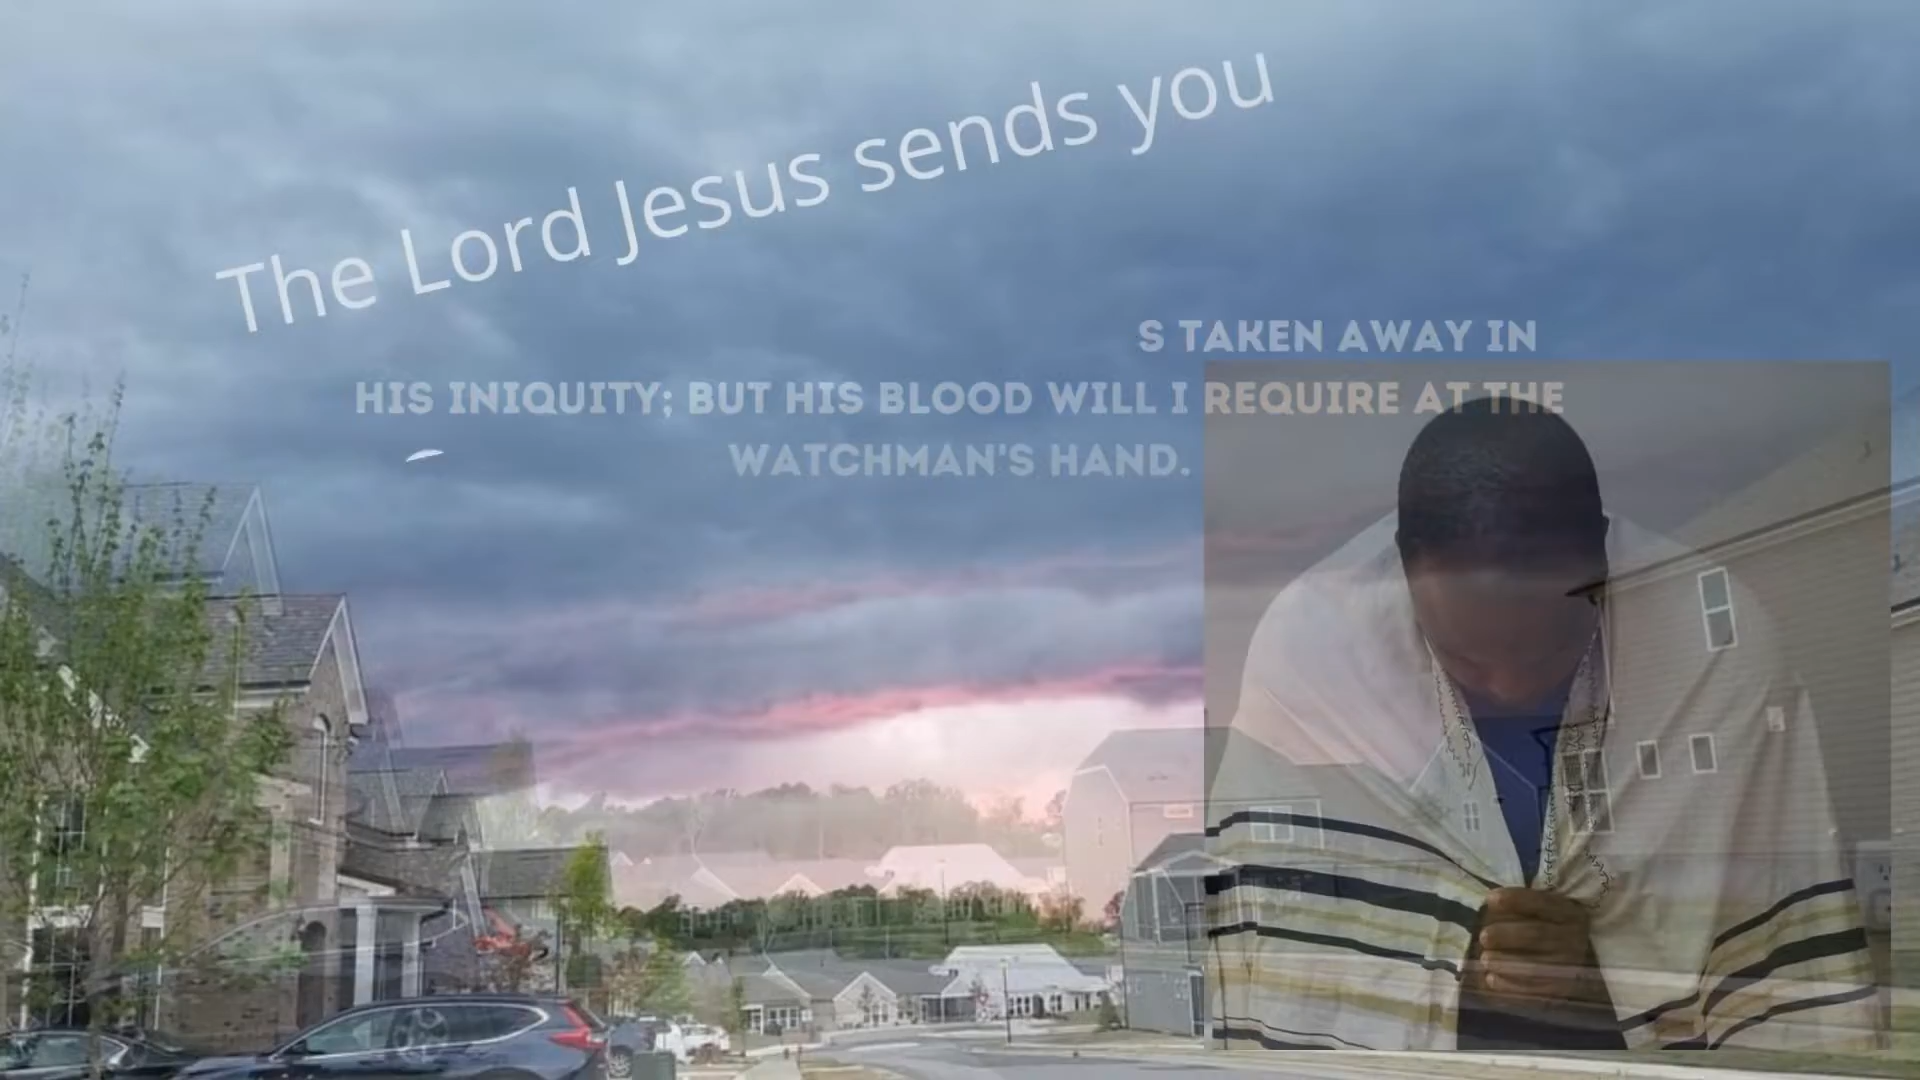 The Lord Jesus sends you
S TAKEN AWAY IN
HIS INIQUITY; BUT HIS BLOOD WILL I REQUIRE AT THE
WATCHMAN'S HAND.